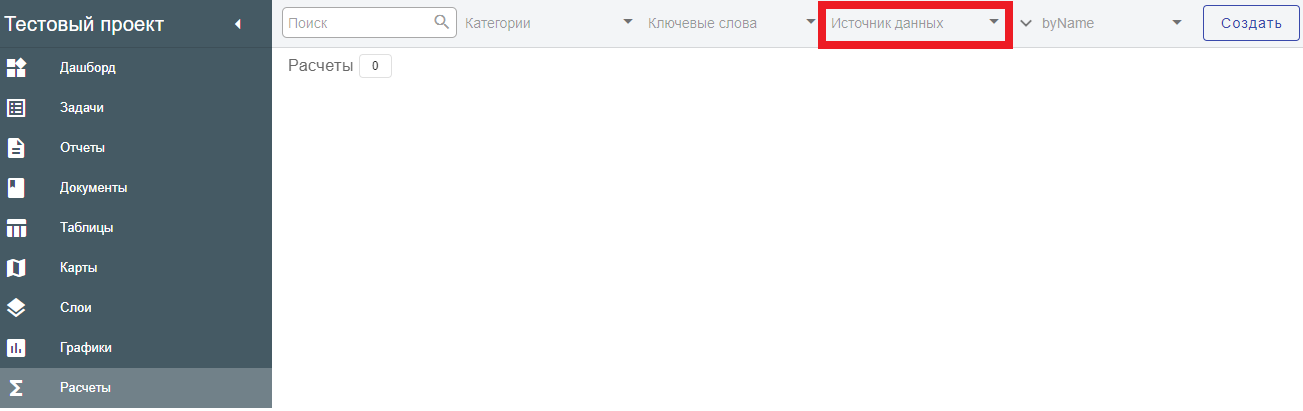 Тестовый проект
Дашборд
Задачи
Отчеты
Документы
Таблицы
Карты
Слои
Графики
Расчеты
Поиск Категории Ключевые слова Источник данных byName Создать
Расчеты 0